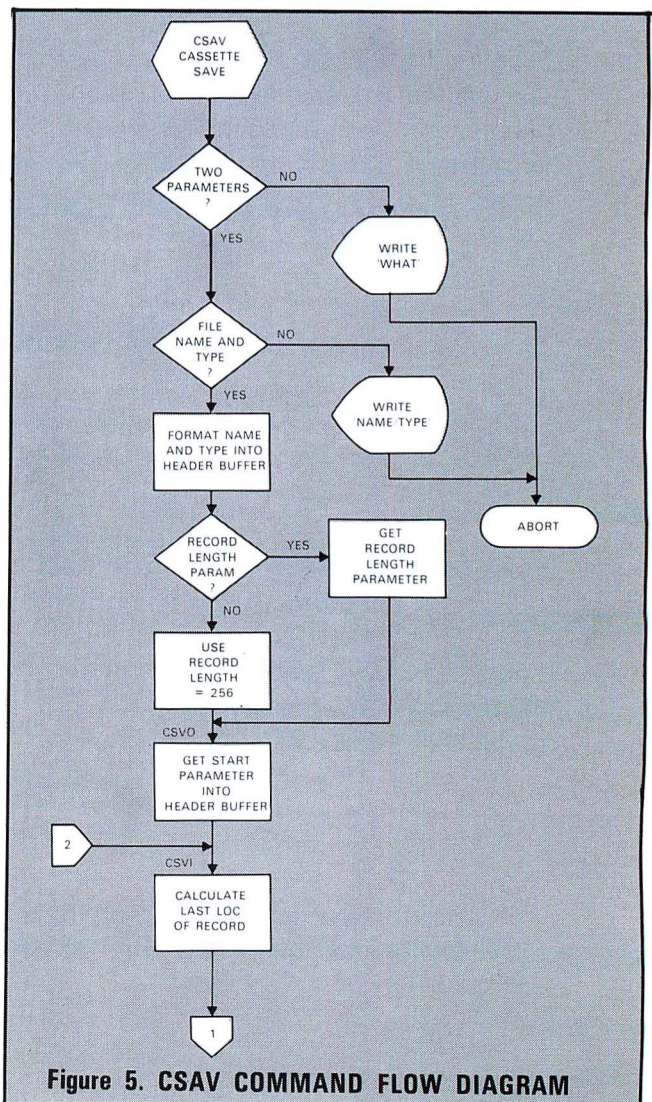 CSAV
CASSETTE
SAVE
TWO
PARAMETERS
?
NO
YES
WRITE
'WHAT'
FILE
NAME AND
TYPE
?
NO
YES
WRITE
NAME/TYPE'
FORMAT NAME
AND TYPE INTO
HEADER BUFFER
ABORT
RECORD
LENGTH
PARAM
?
YES
NO
GET
RECORD
LENGTH
PARAMETER
USE
RECORD
LENGTH
= 256
CSVO
GET START
PARAMETER
INTO
HEADER BUFFER
2
CSVI
CALCULATE
LAST LOC
OF RECORD
1
Figure 5. CSAV COMMAND FLOW DIAGRAM